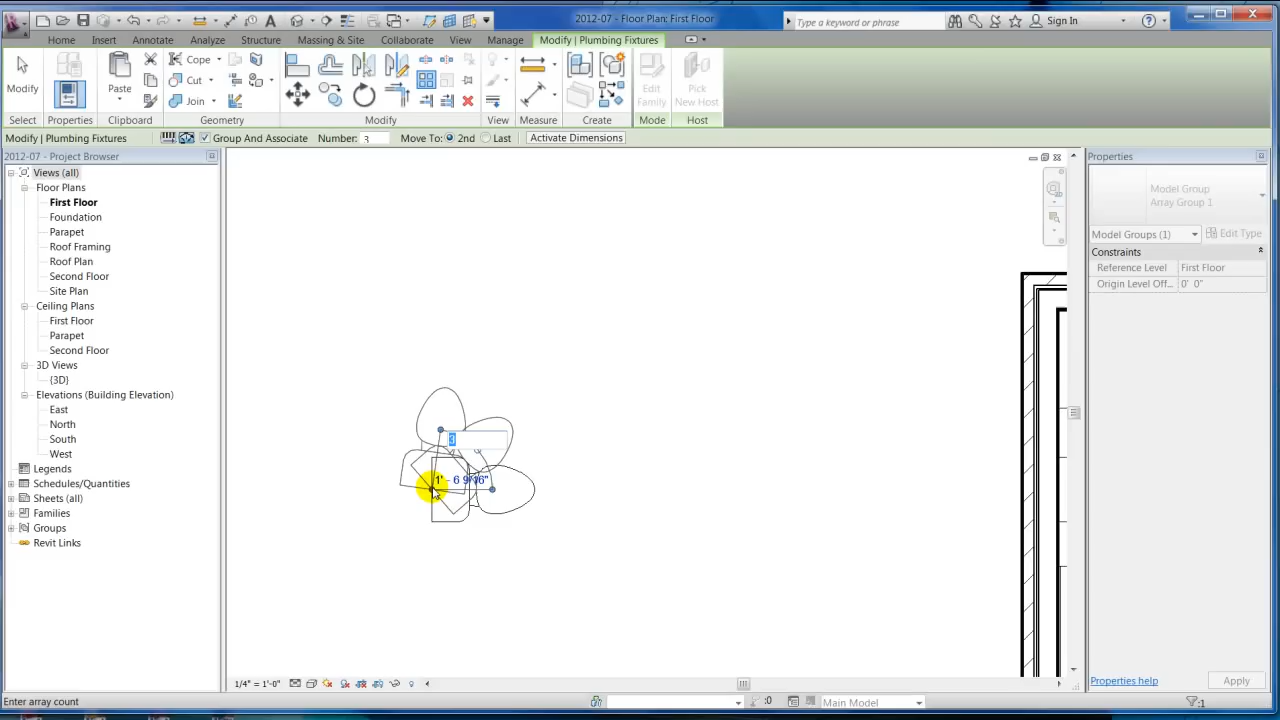 2012-07 - Floor Plan: First Floor
Type a keyword or phrase
Sign In
Home Insert Annotate Analyze Structure Massing & Site Collaborate View Manage Modify | Plumbing Fixtures
Modify
Paste
Cope
Cut
Join
Edit
Family
Pick
New Host
Select Properties Clipboard Geometry Modify View Measure Create Mode Host
Modify | Plumbing Fixtures Group And Associate Number: 3 Move To: 2nd Last Activate Dimensions
2012-07 - Project Browser
Views (all)
Floor Plans
First Floor
Foundation
Parapet
Roof Framing
Roof Plan
Second Floor
Site Plan
Ceiling Plans
First Floor
Parapet
Second Floor
3D Views
{3D}
Elevations (Building Elevation)
East
North
South
West
Legends
Schedules/Quantities
Sheets (all)
Families
Groups
Revit Links
3
1' - 6 9/16"
Properties
Model Group
Array Group 1
Model Groups (1)
Edit Type
Constraints
Reference Level First Floor
Origin Level Off... 0' 0"
Properties help
Apply
1/4" = 1'-0"
Enter array count
:0
Main Model
:1